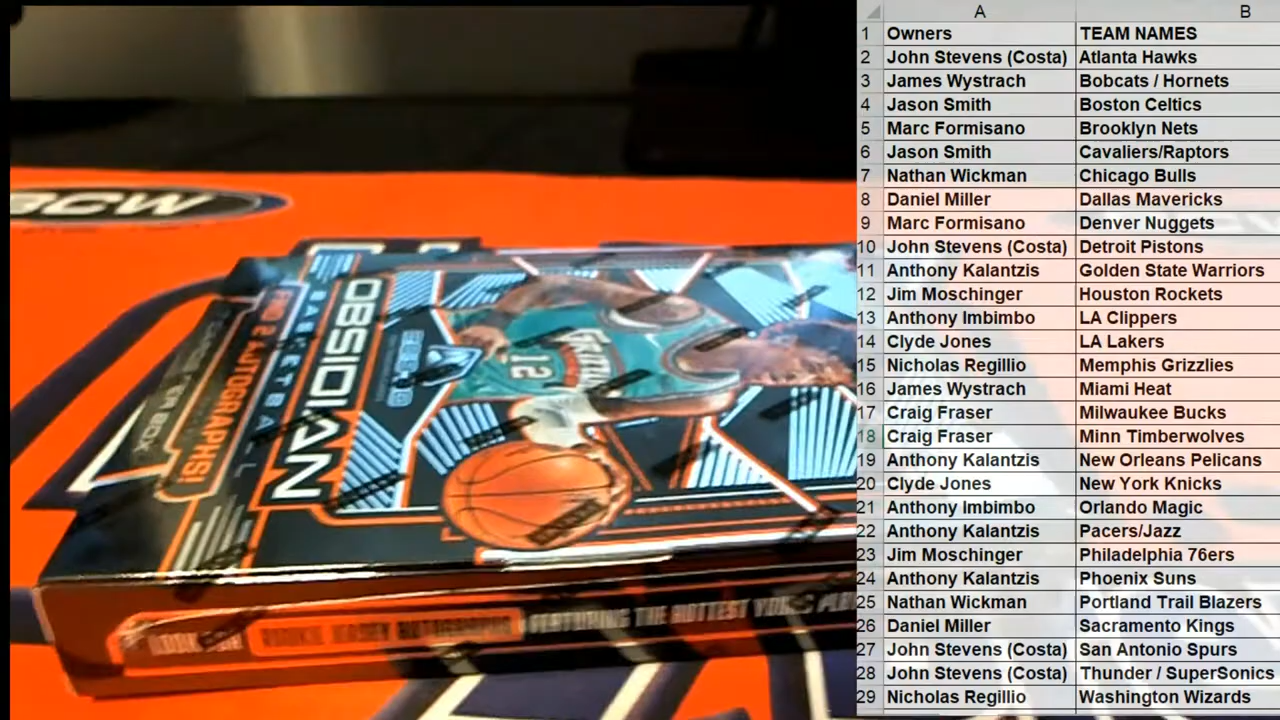 BCW
OBSIDIAN
BASKETBALL
FIND 2 AUTOGRAPHS!
GRIZZLIES
12
ROOKIE JERSEY AUTOGRAPHS
FEATURING THE HOTTEST
A B
1 Owners TEAM NAMES
2 John Stevens (Costa) Atlanta Hawks
3 James Wystrach Bobcats / Hornets
4 Jason Smith Boston Celtics
5 Marc Formisano Brooklyn Nets
6 Jason Smith Cavaliers/Raptors
7 Nathan Wickman Chicago Bulls
8 Daniel Miller Dallas Mavericks
9 Marc Formisano Denver Nuggets
10 John Stevens (Costa) Detroit Pistons
11 Anthony Kalantzis Golden State Warriors
12 Jim Moschinger Houston Rockets
13 Anthony Imbimbo LA Clippers
14 Clyde Jones LA Lakers
15 Nicholas Regillio Memphis Grizzlies
16 James Wystrach Miami Heat
17 Craig Fraser Milwaukee Bucks
18 Craig Fraser Minn Timberwolves
19 Anthony Kalantzis New Orleans Pelicans
20 Clyde Jones New York Knicks
21 Anthony Imbimbo Orlando Magic
22 Anthony Kalantzis Pacers/Jazz
23 Jim Moschinger Philadelphia 76ers
24 Anthony Kalantzis Phoenix Suns
25 Nathan Wickman Portland Trail Blazers
26 Daniel Miller Sacramento Kings
27 John Stevens (Costa) San Antonio Spurs
28 John Stevens (Costa) Thunder / SuperSonics
29 Nicholas Regillio Washington Wizards